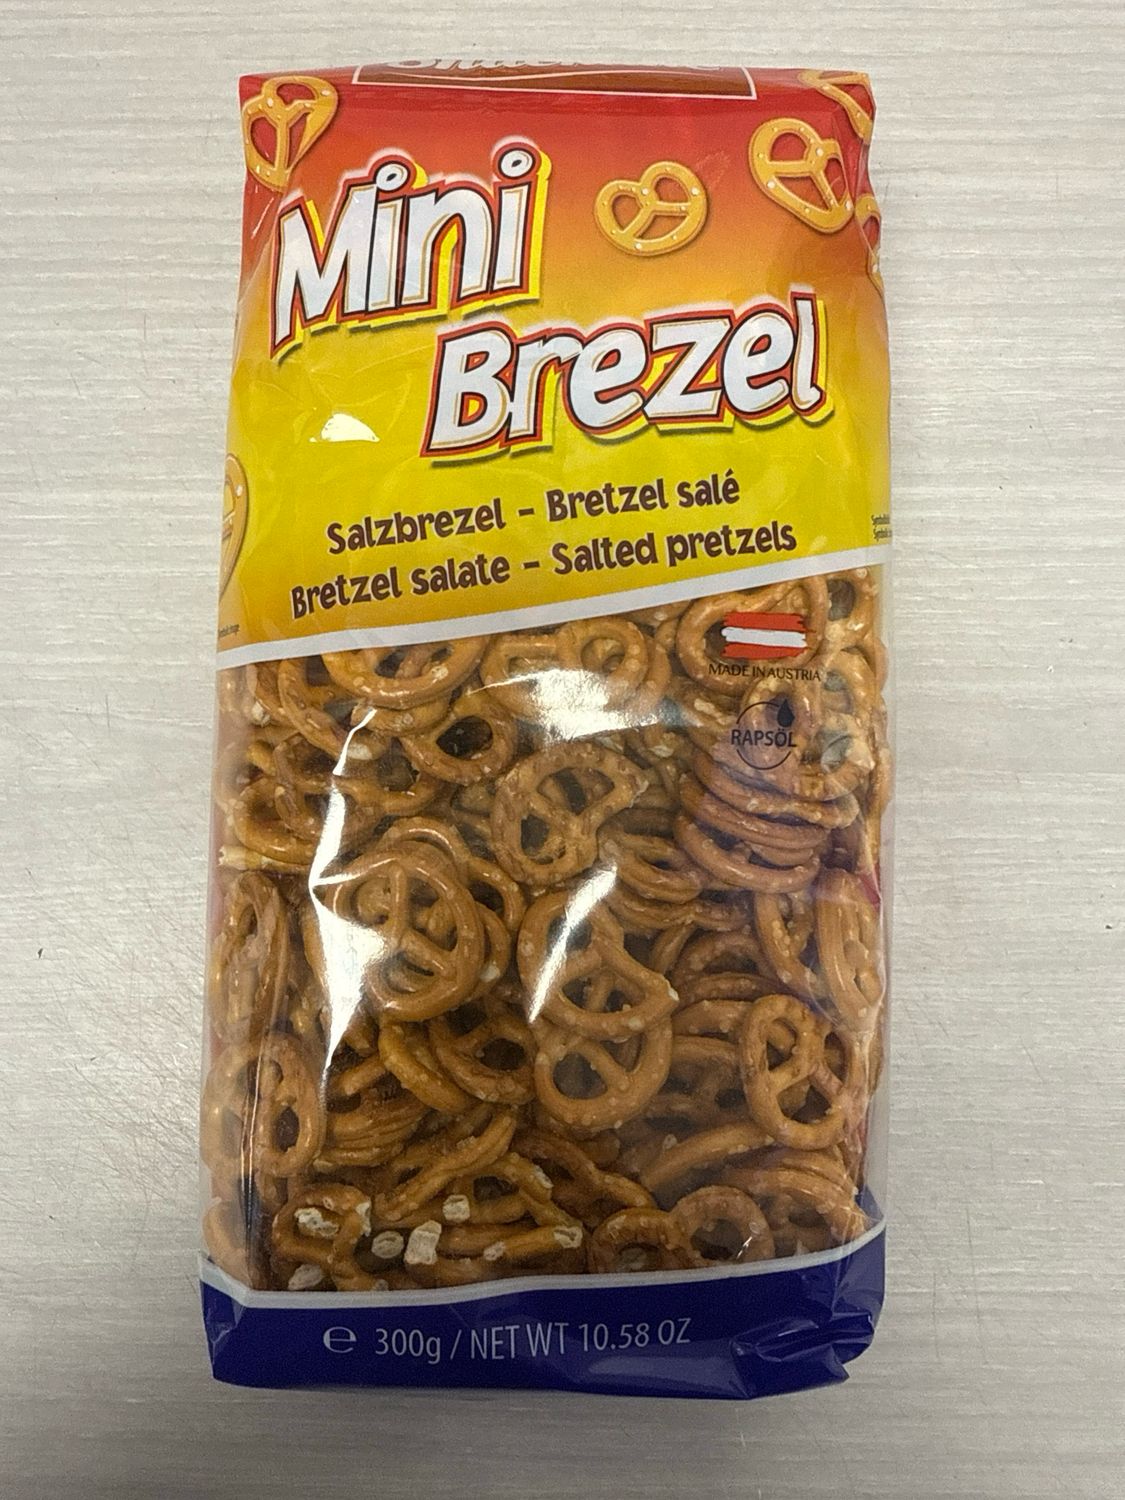 Mini
Brezel
Salzbrezel – Bretzel salé
Bretzel salate – Salted pretzels
MADE IN AUSTRIA
RAPSÖL
℮ 300g / NET WT 10.58 OZ